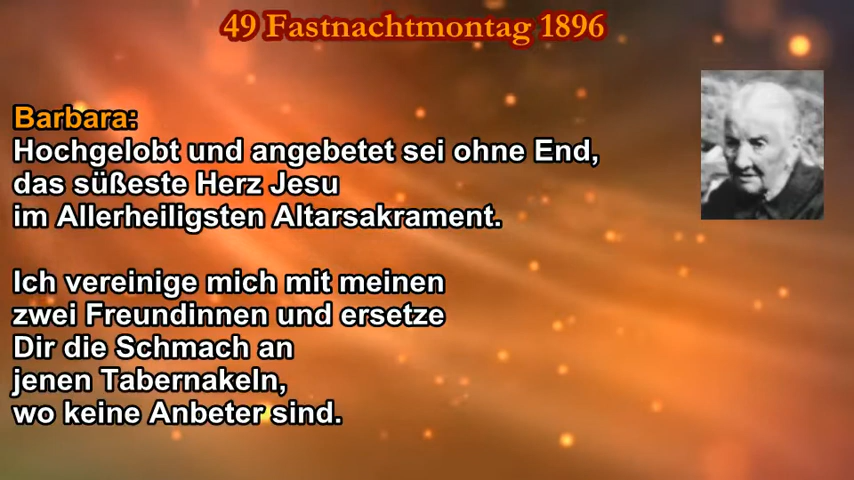 49 Fastnachtmontag 1896
Barbara:
Hochgelobt und angebetet sei ohne End,
das süßeste Herz Jesu
im Allerheiligsten Altarsakrament.
Ich vereinige mich mit meinen
zwei Freundinnen und ersetze
Dir die Schmach an
jenen Tabernakeln,
wo keine Anbeter sind.